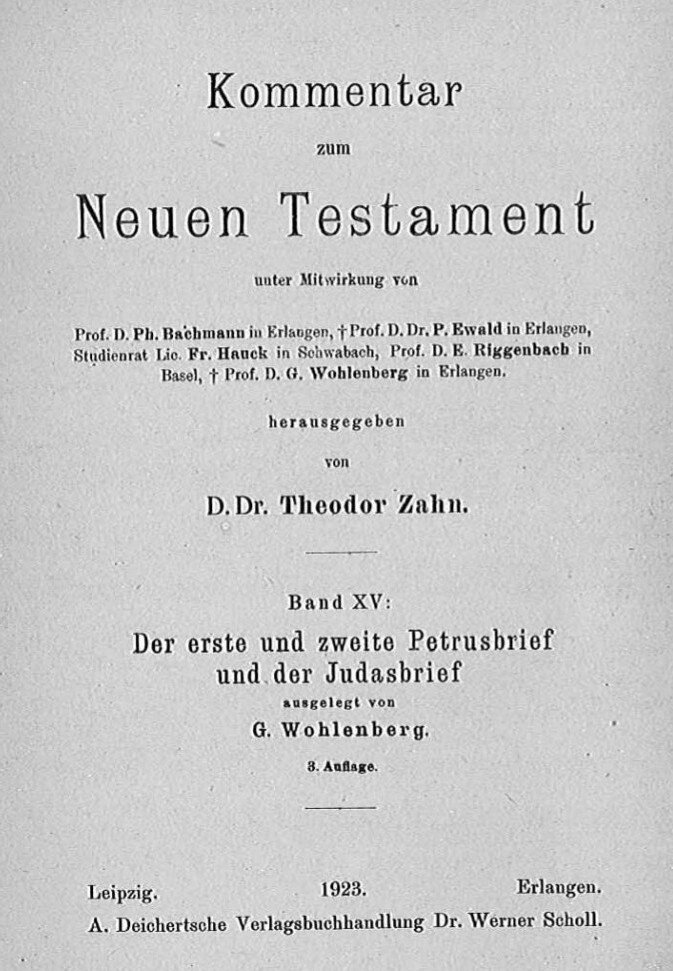 Kommentar
zum
Neuen Testament
unter Mitwirkung von
Prof. D. Ph. Bachmann in Erlangen, † Prof. D. Dr. P. Ewald in Erlangen,
Studienrat Lic. Fr. Hauck in Schwabach, Prof. D. E. Riggenbach in
Basel, † Prof. D. G. Wohlenberg in Erlangen.
herausgegeben
von
D. Dr. Theodor Zahn.
Band XV:
Der erste und zweite Petrusbrief
und der Judasbrief
ausgelegt von
G. Wohlenberg.
3. Auflage.
Leipzig. 1923. Erlangen.
A. Deichertsche Verlagsbuchhandlung Dr. Werner Scholl.